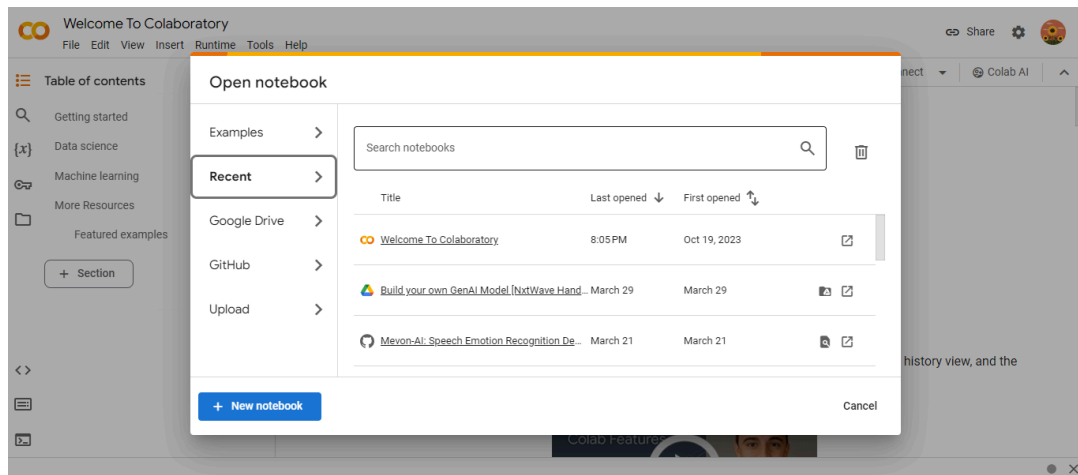 Welcome To Colaboratory
File Edit View Insert Runtime Tools Help
Share
Table of contents
Getting started
Data science
Machine learning
More Resources
Featured examples
+ Section
Open notebook
Examples
Recent
Google Drive
GitHub
Upload
Search notebooks
Title Last opened First opened
Welcome To Colaboratory 8:05 PM Oct 19, 2023
Build your own GenAI Model [NxtWave Hand... March 29 March 29
Mevon-AI: Speech Emotion Recognition De... March 21 March 21
+ New notebook
Cancel
Colab AI
history view, and the
Colab Features